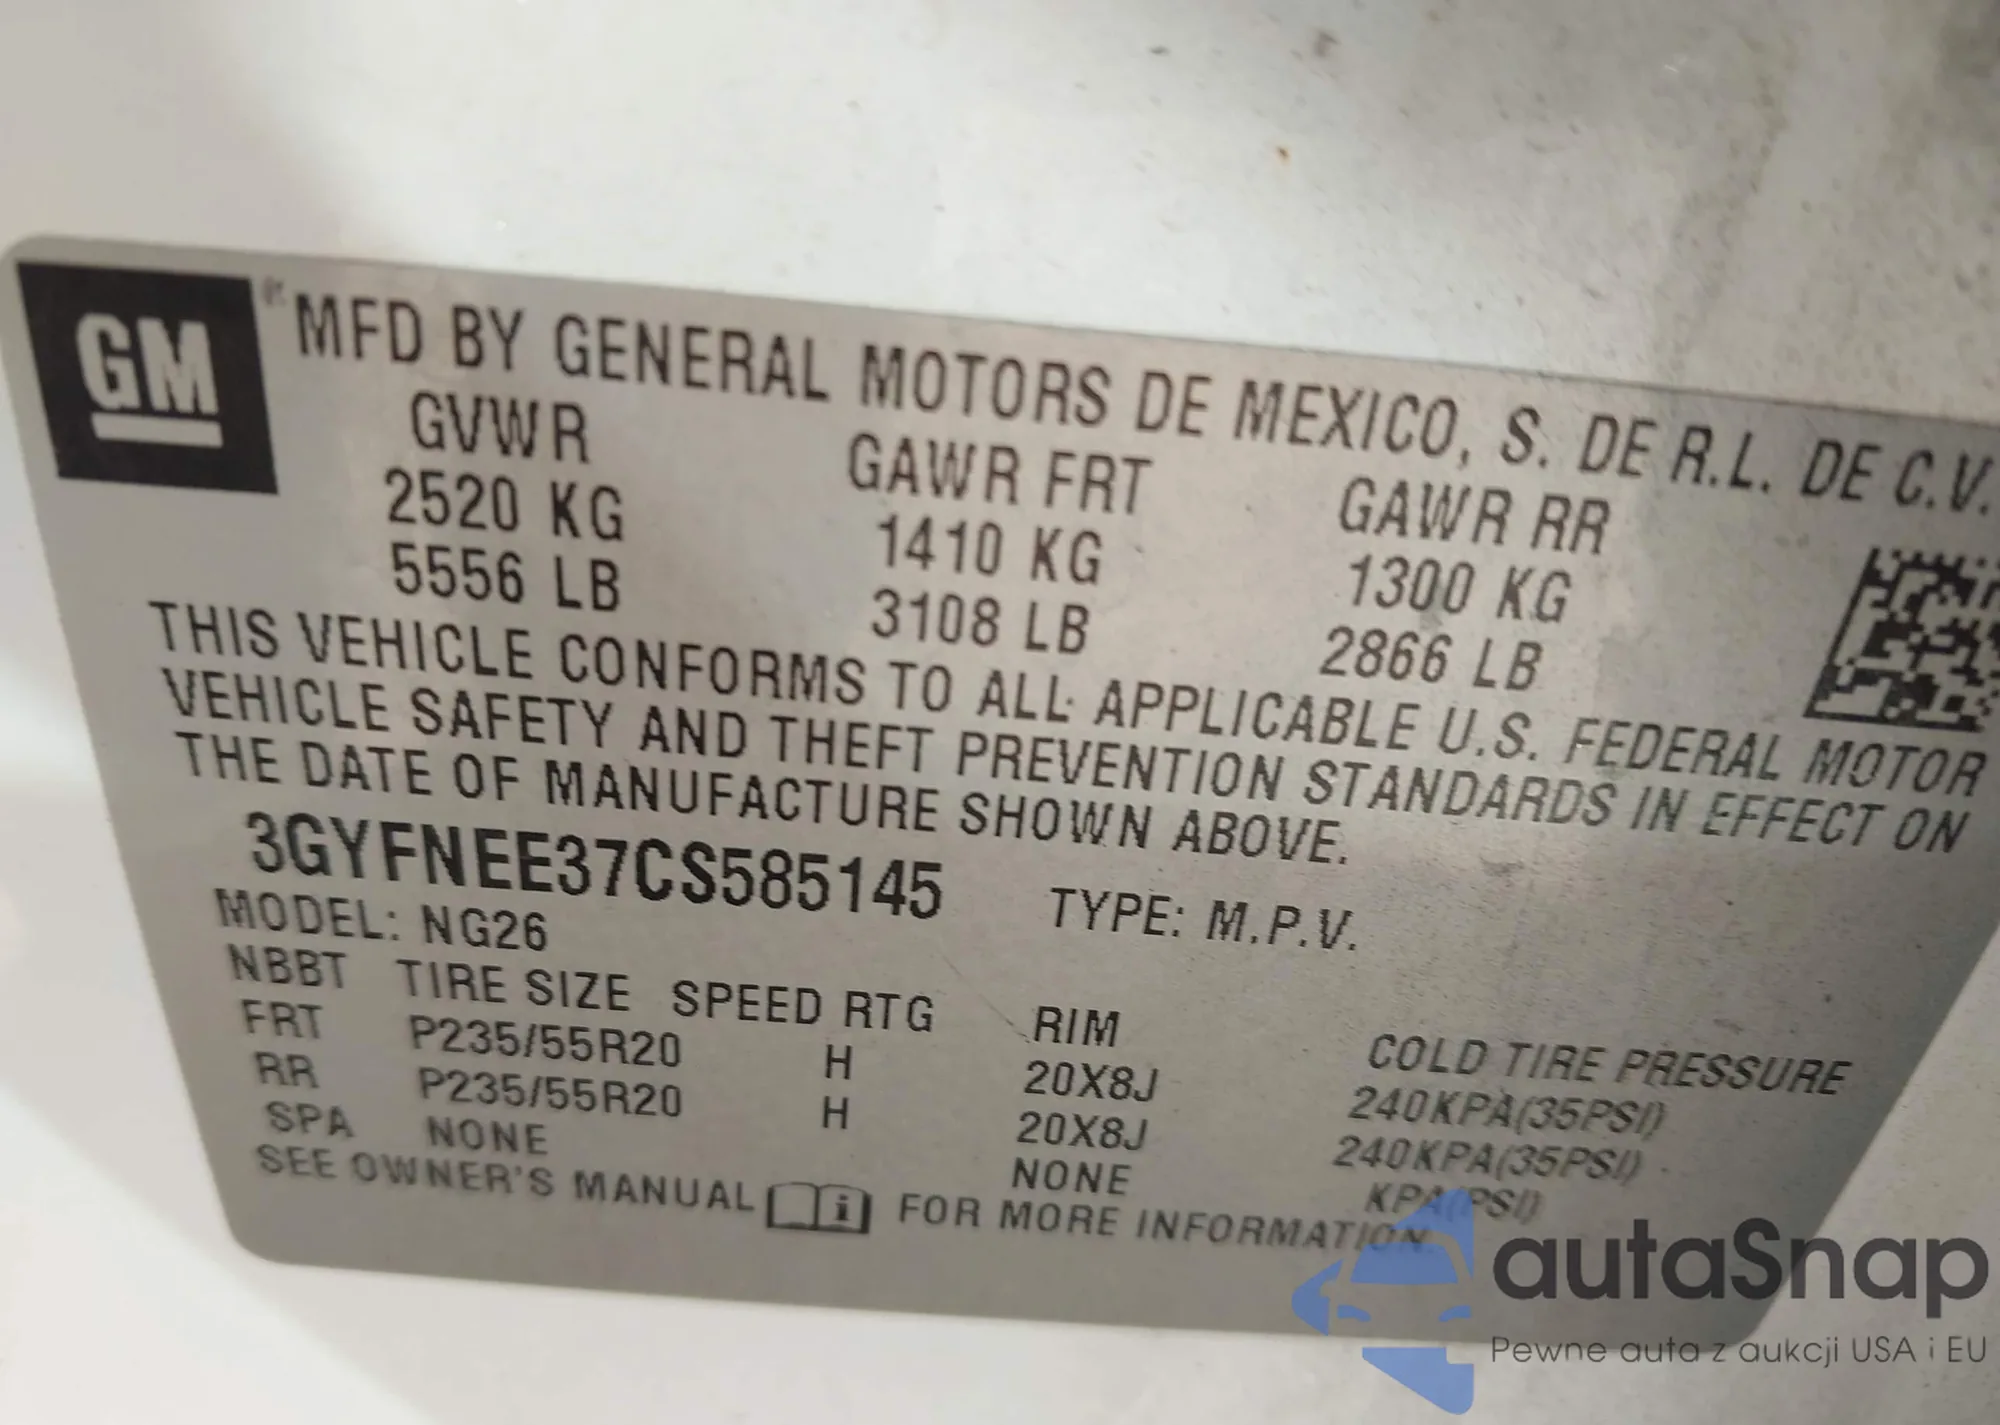 GM MFD BY GENERAL MOTORS DE MEXICO, S. DE R.L. DE C.V.
GVWR GAWR FRT GAWR RR
2520 KG 1410 KG 1300 KG
5556 LB 3108 LB 2866 LB
THIS VEHICLE CONFORMS TO ALL APPLICABLE U.S. FEDERAL MOTOR
VEHICLE SAFETY AND THEFT PREVENTION STANDARDS IN EFFECT ON
THE DATE OF MANUFACTURE SHOWN ABOVE.
3GYFNEE37CS585145 TYPE: M.P.V.
MODEL: NG26
NBBT TIRE SIZE SPEED RTG RIM COLD TIRE PRESSURE
FRT P235/55R20 H 20X8J 240KPA(35PSI)
RR P235/55R20 H 20X8J 240KPA(35PSI)
SPA NONE NONE KPA(PSI)
SEE OWNER'S MANUAL i FOR MORE INFORMATION.
autaSnap
Pewne auta z aukcji USA i EU